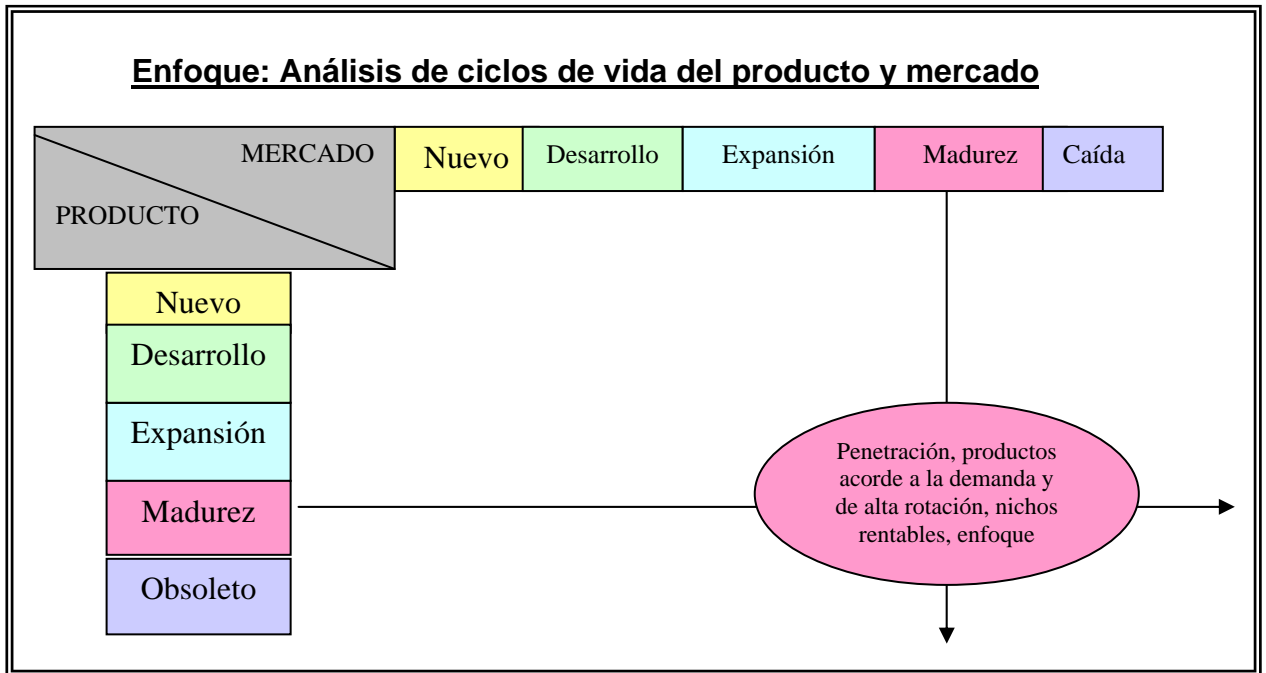 Enfoque: Análisis de ciclos de vida del producto y mercado
MERCADO
PRODUCTO
Nuevo
Desarrollo
Expansión
Madurez
Caída
Nuevo
Desarrollo
Expansión
Madurez
Obsoleto
Penetración, productos
acorde a la demanda y
de alta rotación, nichos
rentables, enfoque